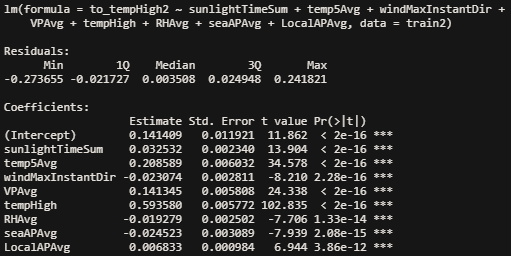 lm(formula = to_tempHigh2 ~ sunlightTimeSum + temp5Avg + windMaxInstantDir +
    VPAvg + tempHigh + RHAvg + seaAPAvg + LocalAPAvg, data = train2)
Residuals:
      Min        1Q    Median        3Q       Max
-0.273655 -0.021727  0.003508  0.024948  0.241821
Coefficients:
                   Estimate Std. Error t value Pr(>|t|)
(Intercept)        0.141409   0.011921  11.862  < 2e-16 ***
sunlightTimeSum    0.032532   0.002340  13.904  < 2e-16 ***
temp5Avg           0.208589   0.006032  34.578  < 2e-16 ***
windMaxInstantDir -0.023074   0.002811  -8.210 2.28e-16 ***
VPAvg              0.141345   0.005808  24.338  < 2e-16 ***
tempHigh           0.593580   0.005772 102.835  < 2e-16 ***
RHAvg             -0.019279   0.002502  -7.706 1.33e-14 ***
seaAPAvg          -0.024523   0.003089  -7.939 2.08e-15 ***
LocalAPAvg         0.006833   0.000984   6.944 3.86e-12 ***